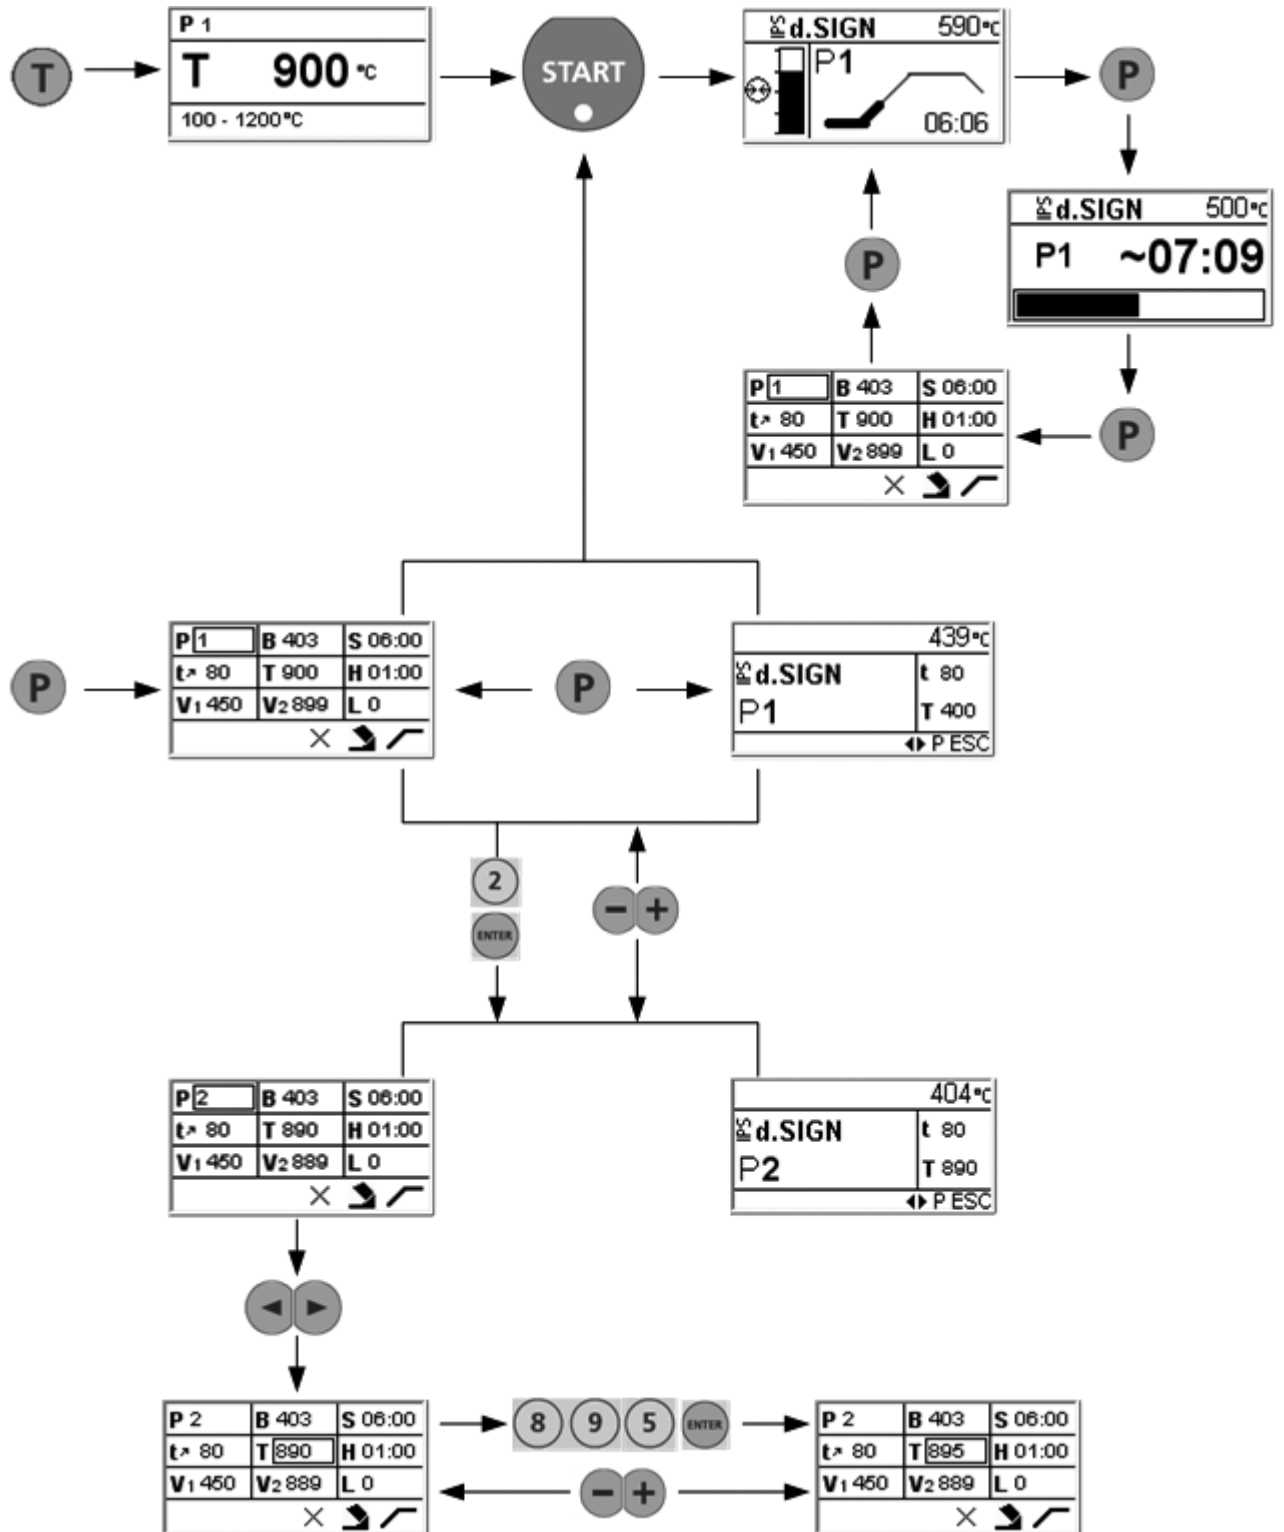 T
P 1
T 900 °C
100 - 1200°C
START
IPS d.SIGN 590°C
P1
06:06
P
IPS d.SIGN 500°C
P1 ~07:09
P
P
P 1 B 403 S 06:00
t 80 T 900 H 01:00
V1 450 V2 899 L 0
P
P 1 B 403 S 06:00
t 80 T 900 H 01:00
V1 450 V2 899 L 0
P
439°C
IPS d.SIGN t 80
P1 T 400
P ESC
2
ENTER
- +
P 2 B 403 S 06:00
t 80 T 890 H 01:00
V1 450 V2 889 L 0
404°C
IPS d.SIGN t 80
P2 T 890
P ESC
P 2 B 403 S 06:00
t 80 T 890 H 01:00
V1 450 V2 889 L 0
8 9 5 ENTER
- +
P 2 B 403 S 06:00
t 80 T 895 H 01:00
V1 450 V2 889 L 0